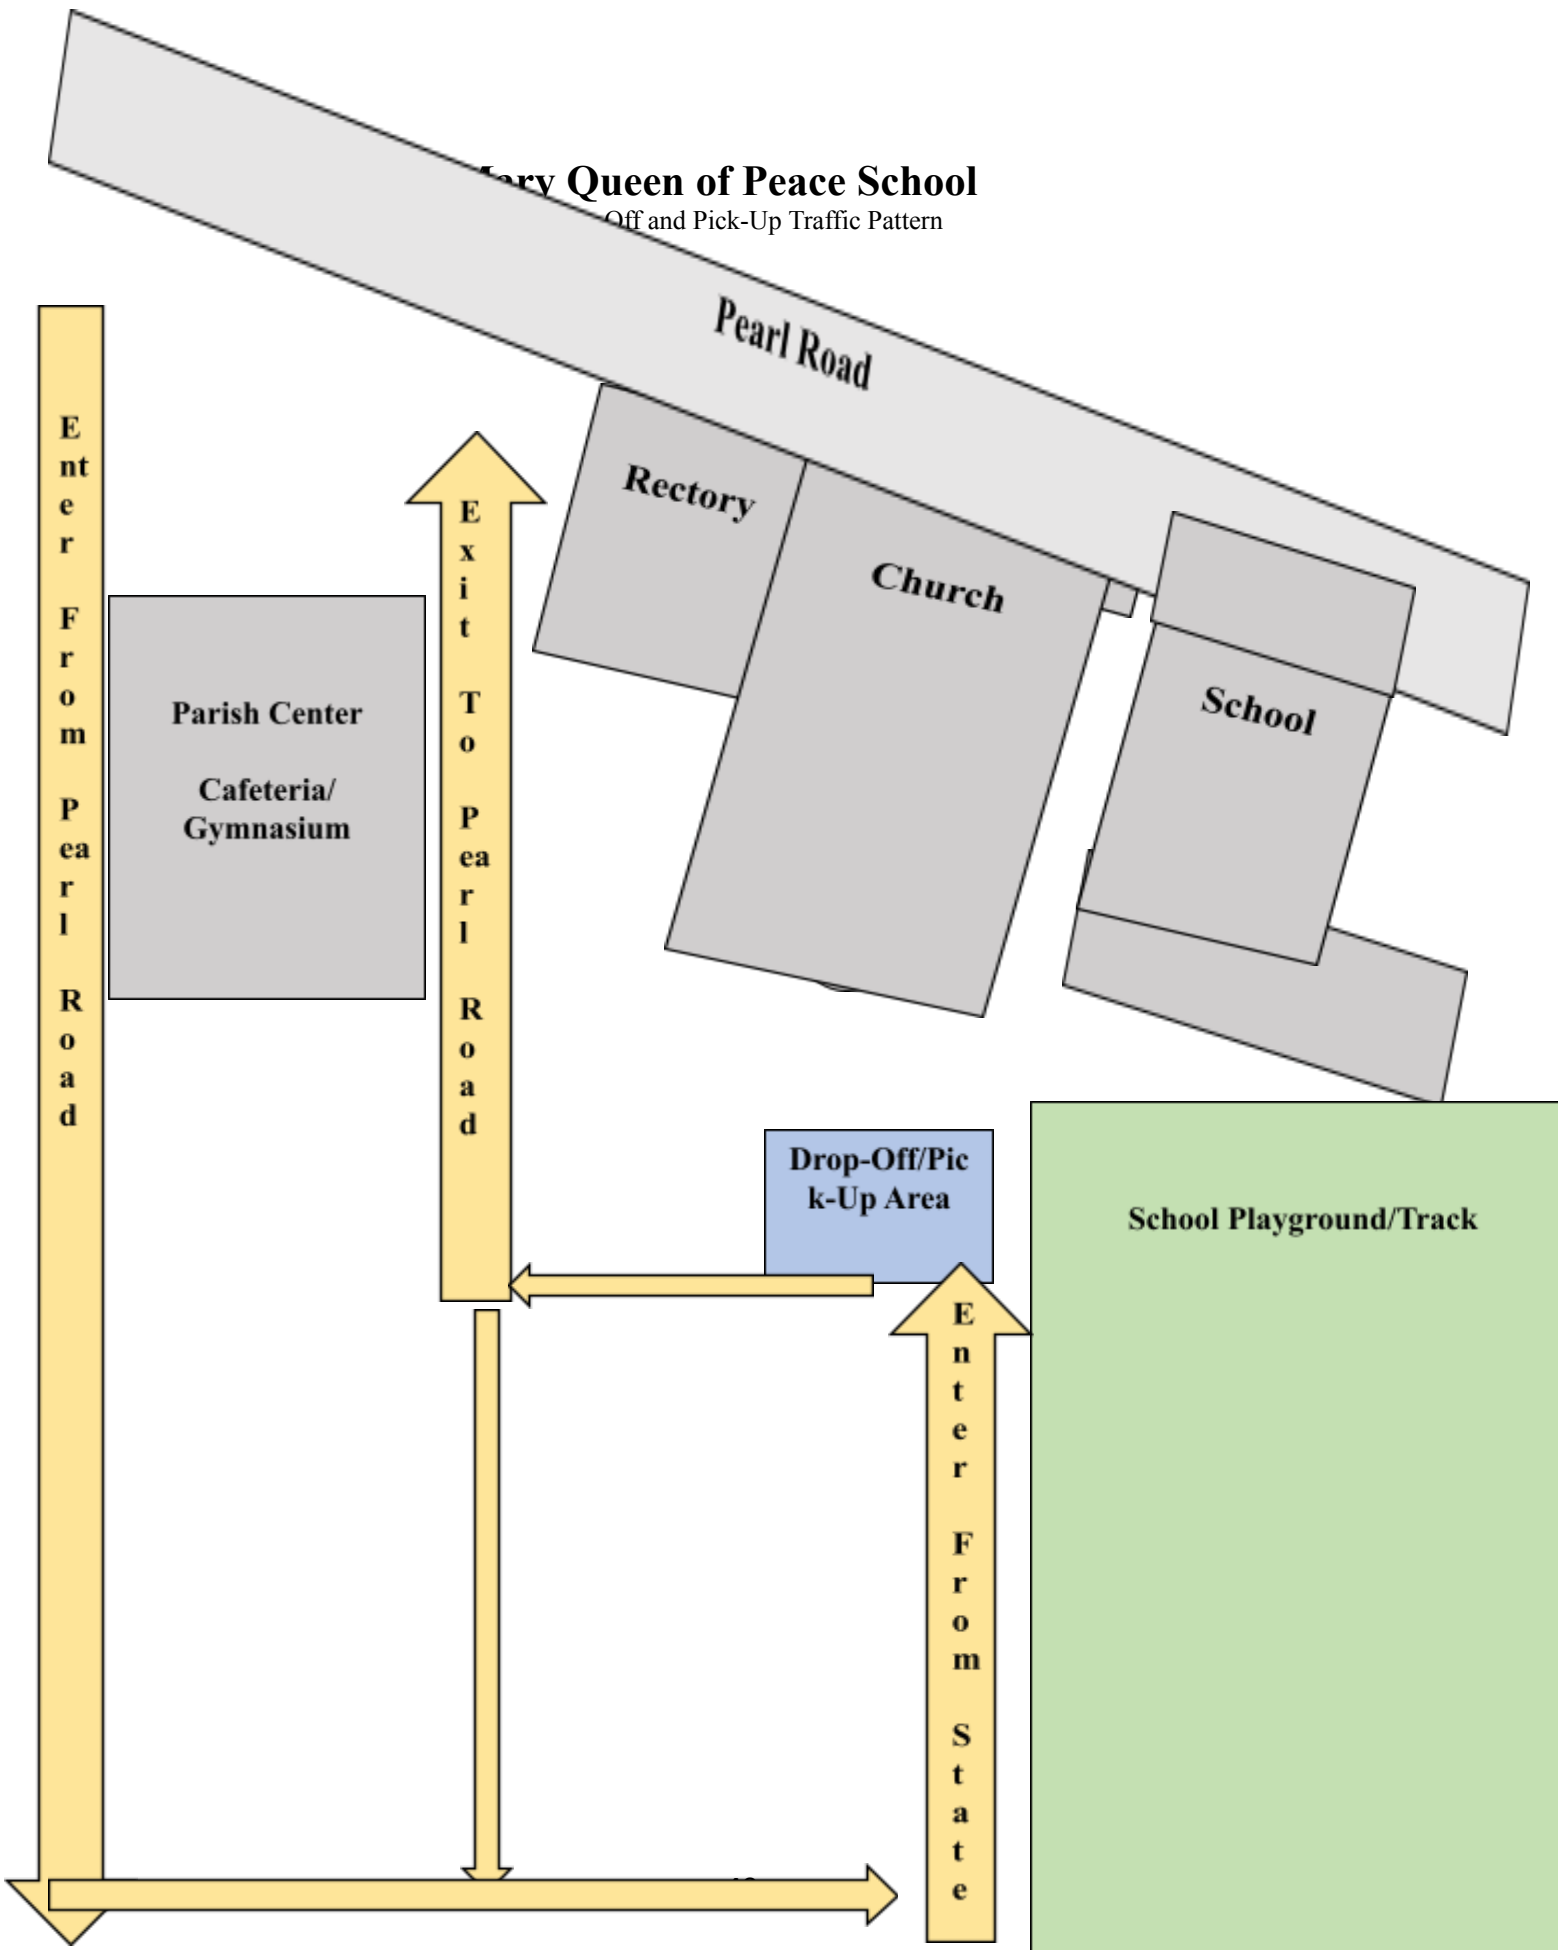 Mary Queen of Peace School
Off and Pick-Up Traffic Pattern
Pearl Road
Rectory
Church
School
Enter From Pearl Road
Parish Center
Cafeteria/
Gymnasium
Exit To Pearl Road
Drop-Off/Pic
k-Up Area
School Playground/Track
Enter From State